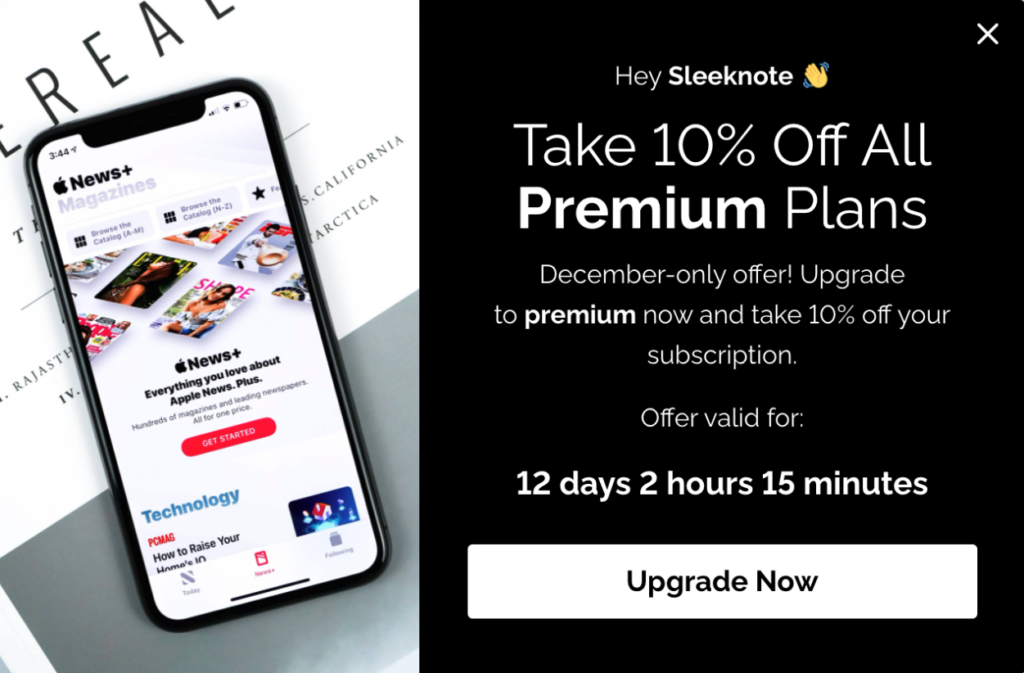 EREAL
S. CALIFORNIA
TARCTICA
RAJASTH
IV.
3:44
News+
Magazines
Browse the
Catalog (A-M)
Browse the
Catalog (N-Z)
Fe
SHAPE
News+
Everything you love about
Apple News. Plus.
Hundreds of magazines and leading newspapers.
All for one price.
GET STARTED
Technology
PCMAG
How to Raise Your
Home's IQ
Today
News+
Following
Hey Sleeknote 👋
Take 10% Off All
Premium Plans
December-only offer! Upgrade
to premium now and take 10% off your
subscription.
Offer valid for:
12 days 2 hours 15 minutes
Upgrade Now